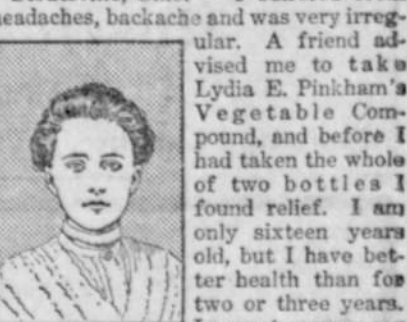 headaches, backache and was very irreg-
ular. A friend ad-
vised me to take
Lydia E. Pinkham's
Vegetable Com-
pound, and before I
had taken the whole
of two bottles I
found relief. I am
only sixteen years
old, but I have bet-
ter health than for
two or three years.